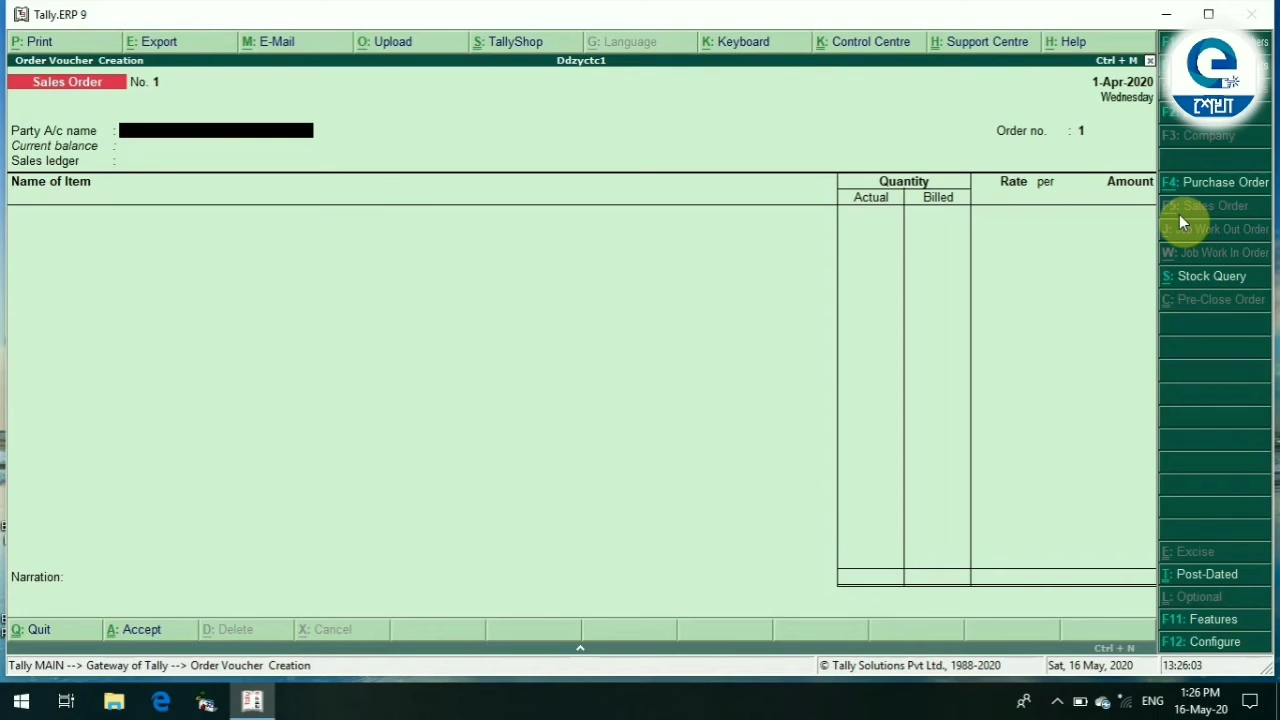 Tally.ERP 9
P: Print E: Export M: E-Mail O: Upload S: TallyShop G: Language K: Keyboard K: Control Centre H: Support Centre H: Help
Order Voucher Creation Ddzyctc1 Ctrl + M
Sales Order No. 1 1-Apr-2020
Wednesday
Party A/c name : Order no. : 1
Current balance :
Sales ledger :
Name of Item Quantity Rate per Amount
Actual Billed
Narration:
e
শেখা
F3: Company
F4: Purchase Order
F5: Sales Order
J: Job Work Out Order
W: Job Work In Order
S: Stock Query
C: Pre-Close Order
E: Excise
T: Post-Dated
L: Optional
F11: Features
F12: Configure
Q: Quit A: Accept D: Delete X: Cancel
Ctrl + N
Tally MAIN --> Gateway of Tally --> Order Voucher Creation © Tally Solutions Pvt Ltd., 1988-2020 Sat, 16 May, 2020 13:26:03
ENG 1:26 PM
16-May-20